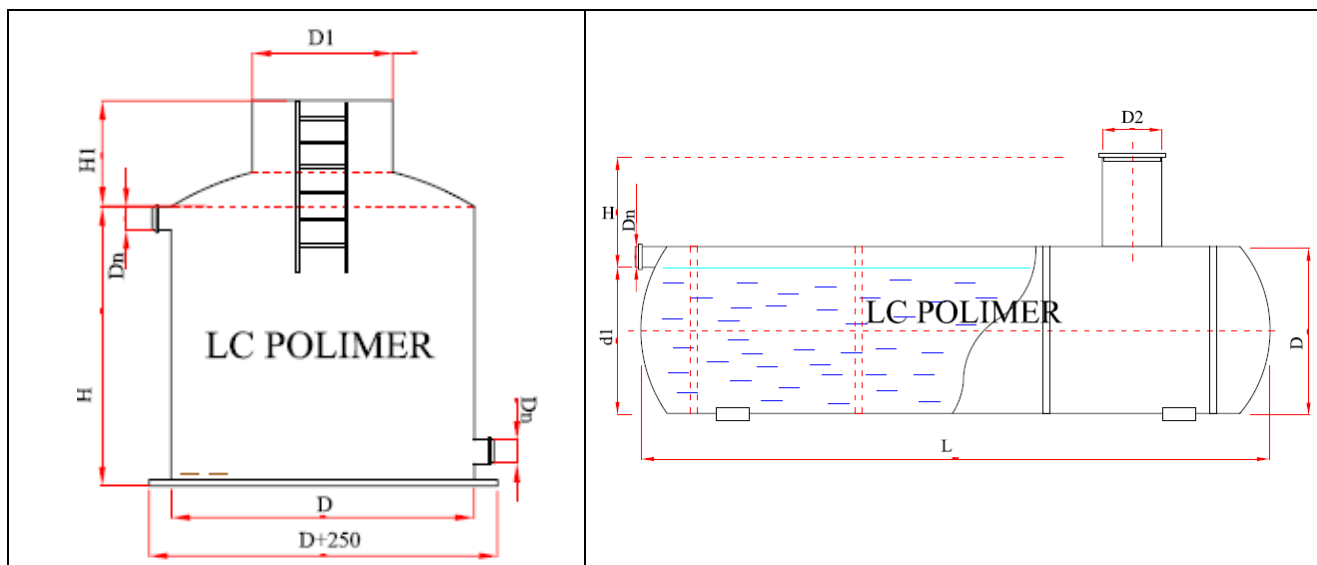 D1
H1
Dn
H
LC POLIMER
Dn
D
D+250
D2
H
Dn
d1
LC POLIMER
D
L